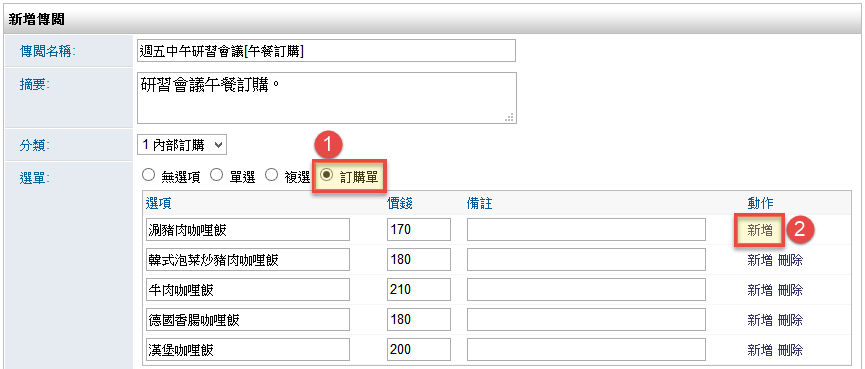 新增傳閱
傳閱名稱: 週五中午研習會議[午餐訂購]
摘要: 研習會議午餐訂購。
分類: 1 內部訂購
1
選單: 無選項 單選 複選 訂購單
選項 價錢 備註 動作
涮豬肉咖哩飯 170 新增 2
韓式泡菜炒豬肉咖哩飯 180 新增 刪除
牛肉咖哩飯 210 新增 刪除
德國香腸咖哩飯 180 新增 刪除
漢堡咖哩飯 200 新增 刪除